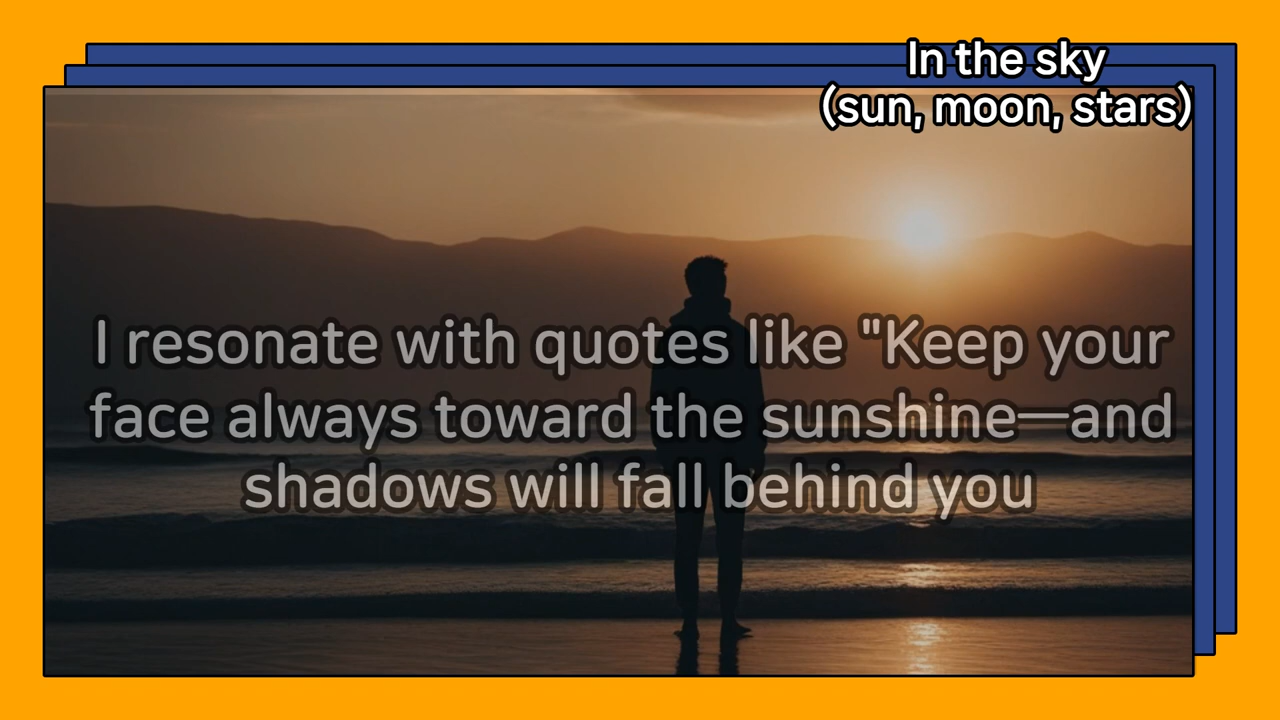 In the sky
(sun, moon, stars)
I resonate with quotes like "Keep your
face always toward the sunshine—and
shadows will fall behind you